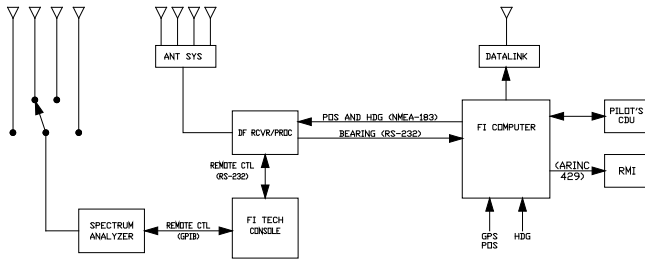 ANT SYS
DATALINK
POS AND HDG (NMEA-183)
DF RCVR/PROC
BEARING (RS-232)
FI COMPUTER
PILOT'S
CDU
REMOTE CTL
(RS-232)
(ARINC
429)
RMI
SPECTRUM
ANALYZER
REMOTE CTL
(GPIB)
FI TECH
CONSOLE
GPS
POS
HDG